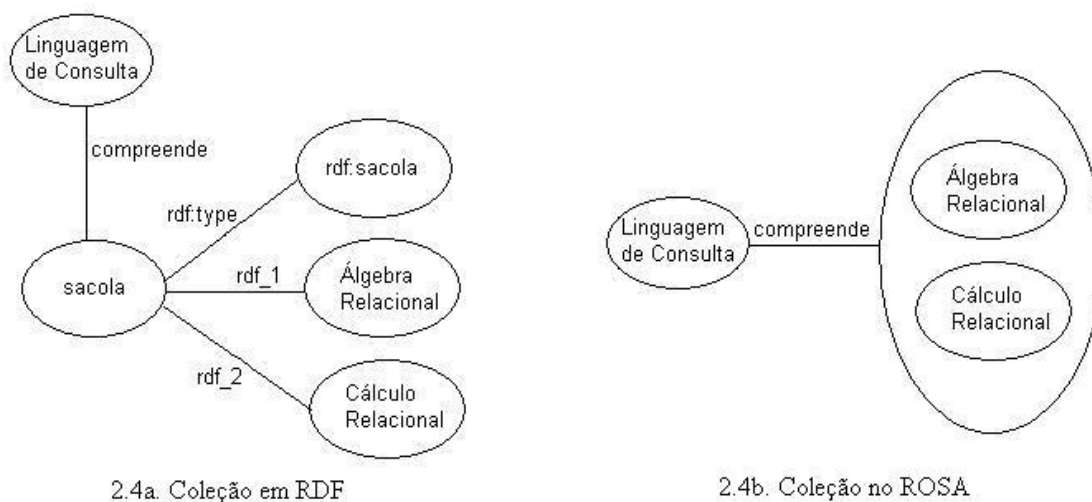 Linguagem
de Consulta
compreende
rdf:sacola
rdf:type
sacola
rdf_1
Álgebra
Relacional
rdf_2
Cálculo
Relacional
2.4a. Coleção em RDF
Linguagem
de Consulta
compreende
Álgebra
Relacional
Cálculo
Relacional
2.4b. Coleção no ROSA